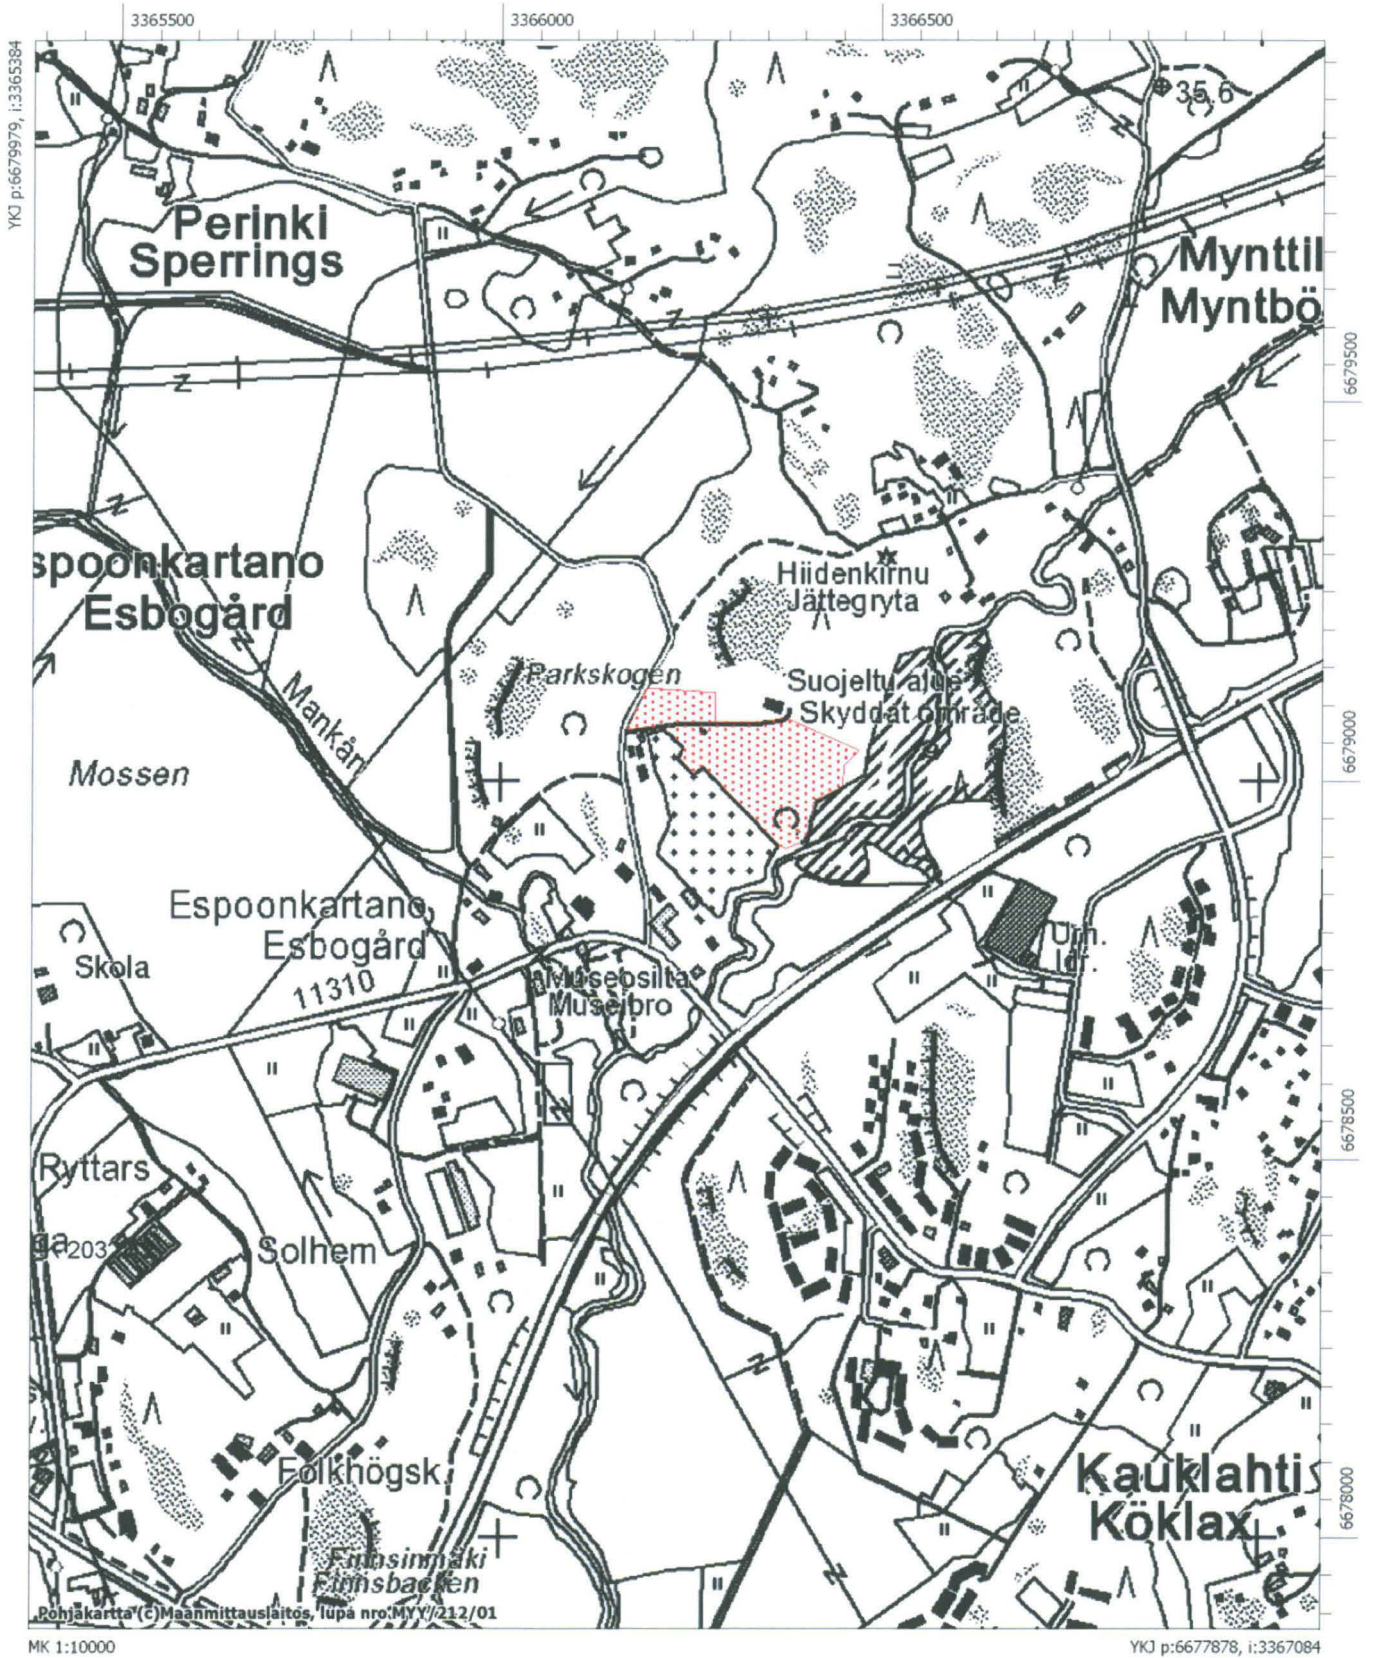 3365500
3366000
3366500
YKJ p:6679979, i:3365384
35,6
Perinki
Sperrings
Mynttil
Myntbö
6679500
spoonkartano
Esbogård
Hiidenkirnu
Jättegryta
Parkskogen
Suojeltu alue
Skyddat område
Mankån
Mossen
6679000
Espoonkartano
Esbogård
Skola
11310
Museosilta
Museibro
Urh.
Idr.
6678500
Ryttars
Solhem
Folkhögsk.
Kauklahti
Köklax
6678000
Finnsinmäki
Finnsbacken
Pohjakartta (c)Maanmittauslaitos, lupa nro MYY/212/01
MK 1:10000
YKJ p:6677878, i:3367084